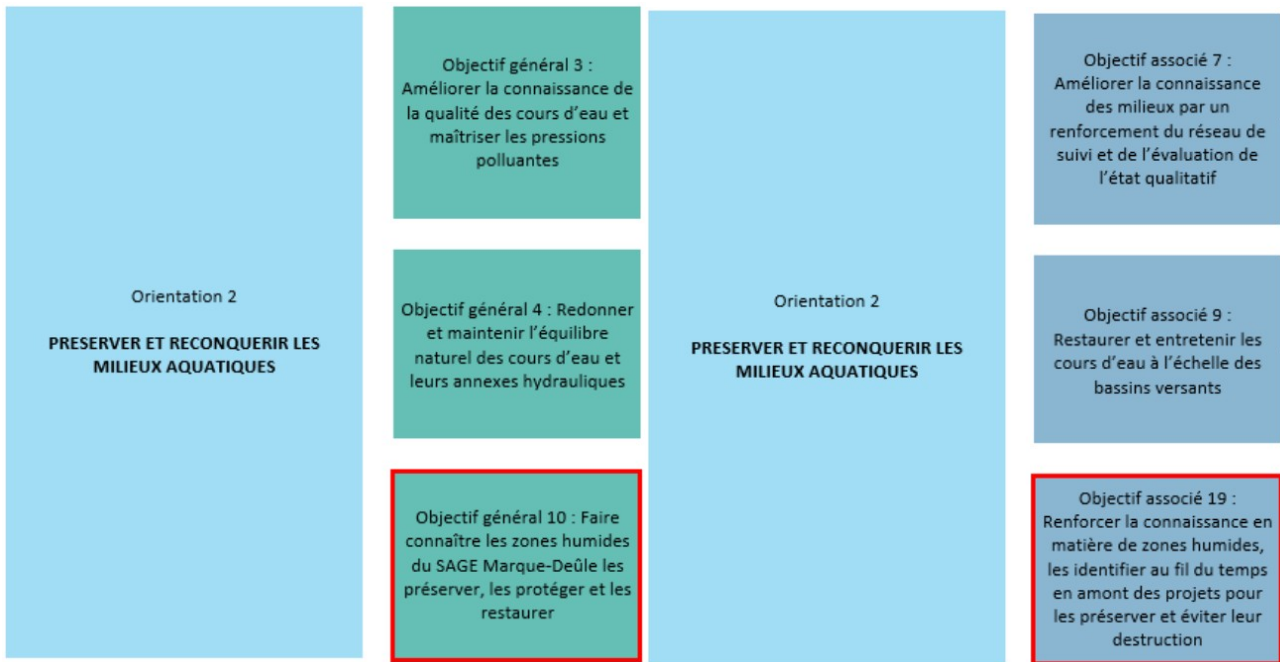 Orientation 2
PRESERVER ET RECONQUERIR LES
MILIEUX AQUATIQUES
Objectif général 3 :
Améliorer la connaissance de
la qualité des cours d’eau et
maîtriser les pressions
polluantes
Objectif général 4 : Redonner
et maintenir l’équilibre
naturel des cours d’eau et
leurs annexes hydrauliques
Objectif général 10 : Faire
connaître les zones humides
du SAGE Marque-Deûle les
préserver, les protéger et les
restaurer
Orientation 2
PRESERVER ET RECONQUERIR LES
MILIEUX AQUATIQUES
Objectif associé 7 :
Améliorer la connaissance
des milieux par un
renforcement du réseau de
suivi et de l’évaluation de
l’état qualitatif
Objectif associé 9 :
Restaurer et entretenir les
cours d’eau à l’échelle des
bassins versants
Objectif associé 19 :
Renforcer la connaissance en
matière de zones humides,
les identifier au fil du temps
en amont des projets pour
les préserver et éviter leur
destruction